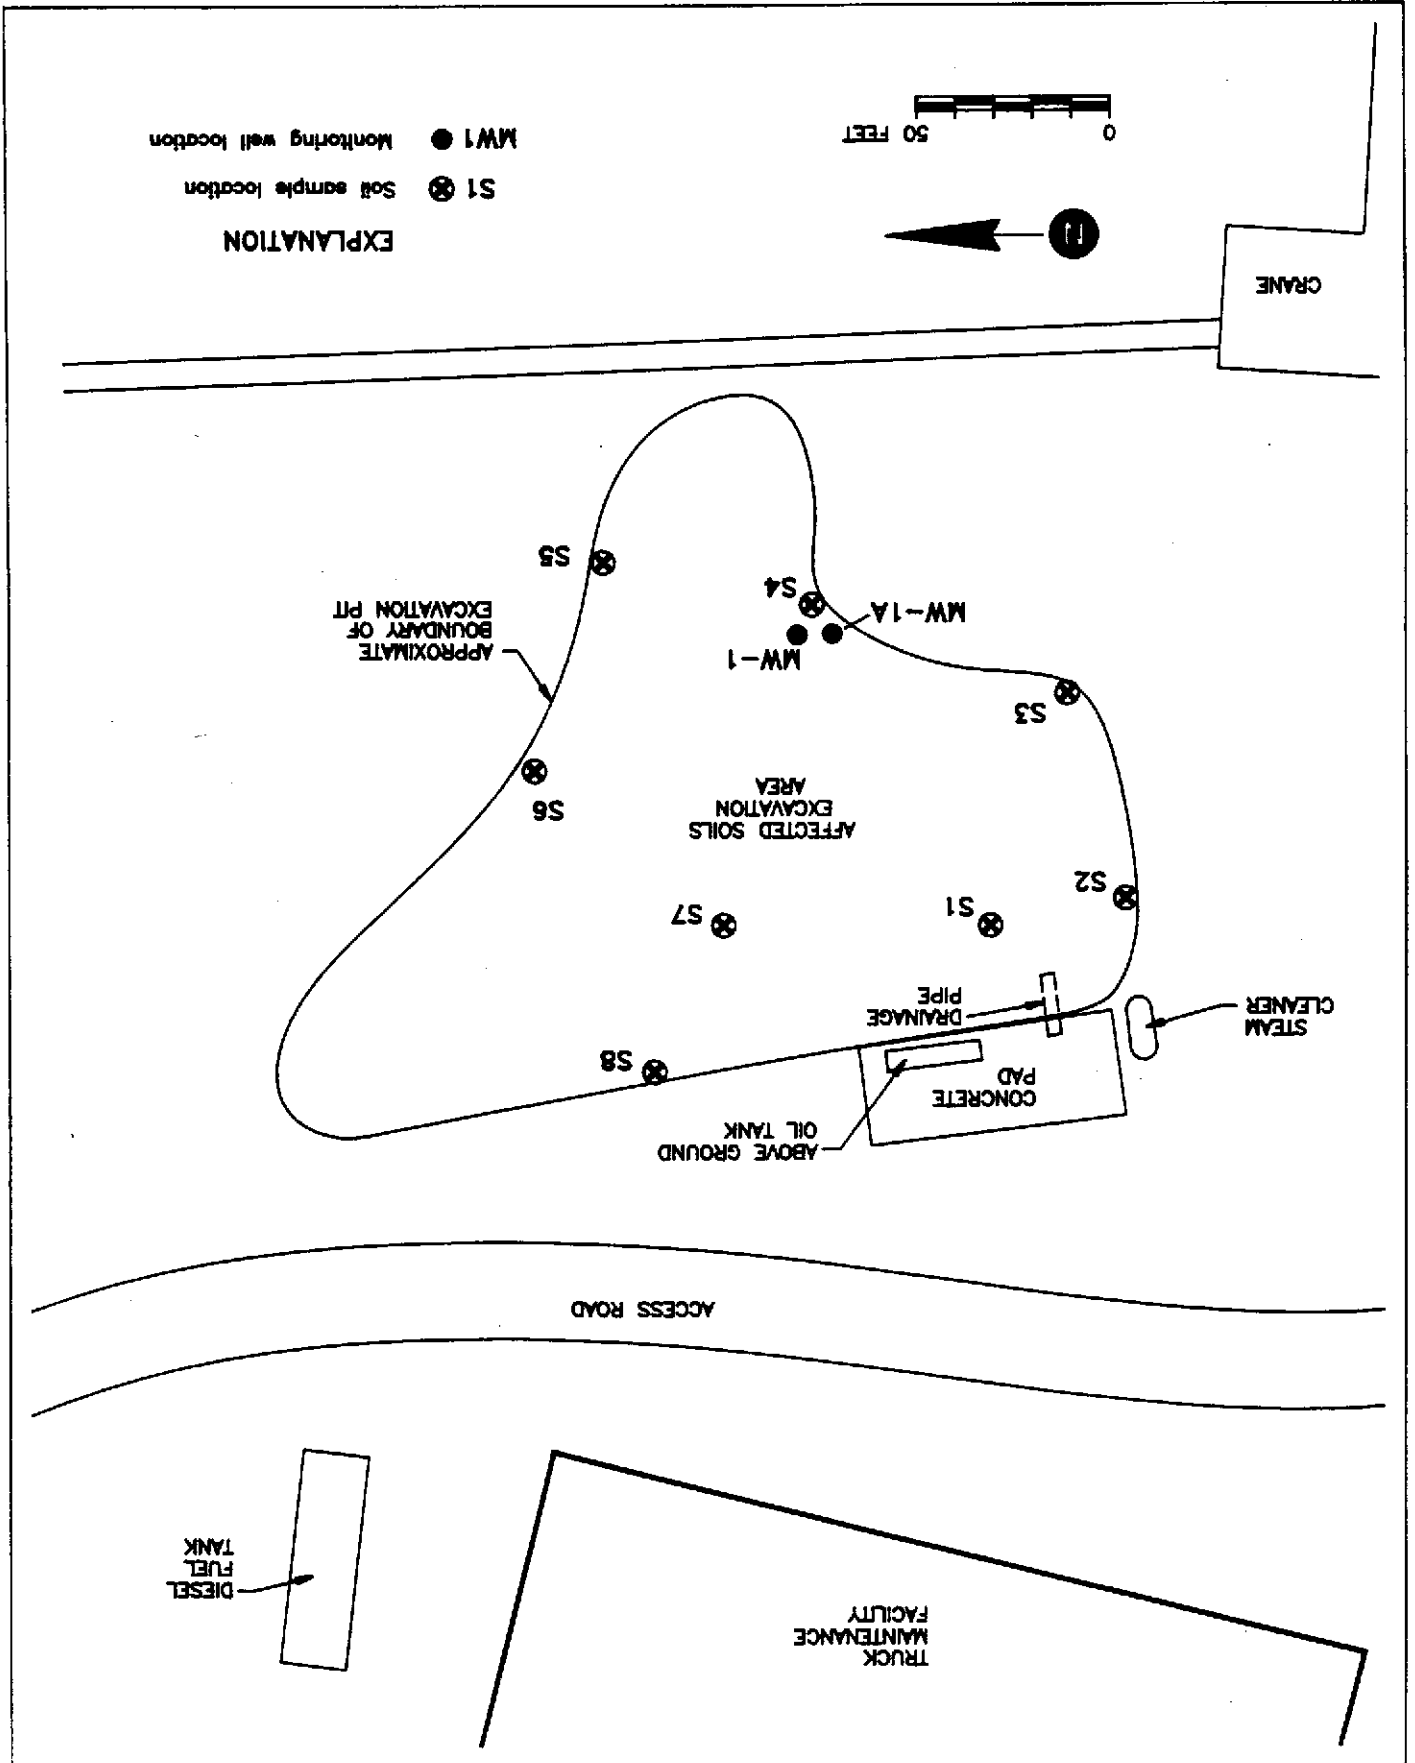 TRUCK
MAINTENANCE
FACILITY
DIESEL
FUEL
TANK
ACCESS ROAD
ABOVE GROUND
OIL TANK
CONCRETE
PAD
STEAM
CLEANER
DRAINAGE
PIPE
S8
S1
S7
S2
AFFECTED SOILS
EXCAVATION
AREA
S6
S3
MW-1
MW-1A
S4
APPROXIMATE
BOUNDARY OF
EXCAVATION PIT
S5
CRANE
N
0 50 FEET
EXPLANATION
S1 Soil sample location
MW1 Monitoring well location